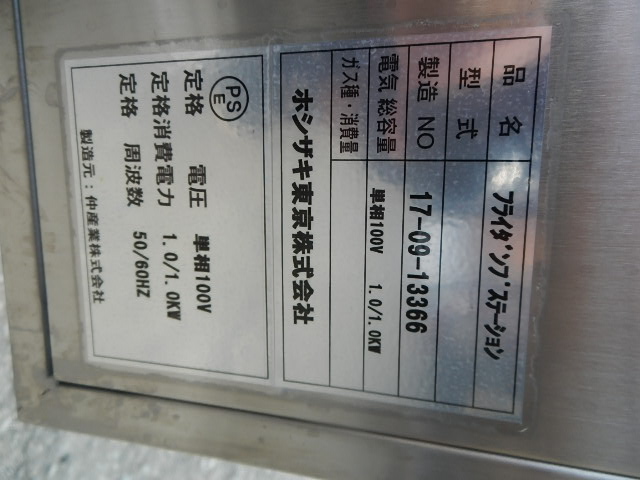 品名 フライダンプステーション
型式
製造NO 17-09-13366
電気 総容量 単相100V 1.0/1.0KW
ガス種・消費量
ホシザキ東京株式会社
PS
E
定格 電圧 単相100V
定格消費電力 1.0/1.0KW
定格 周波数 50/60HZ
製造元:仲産業株式会社